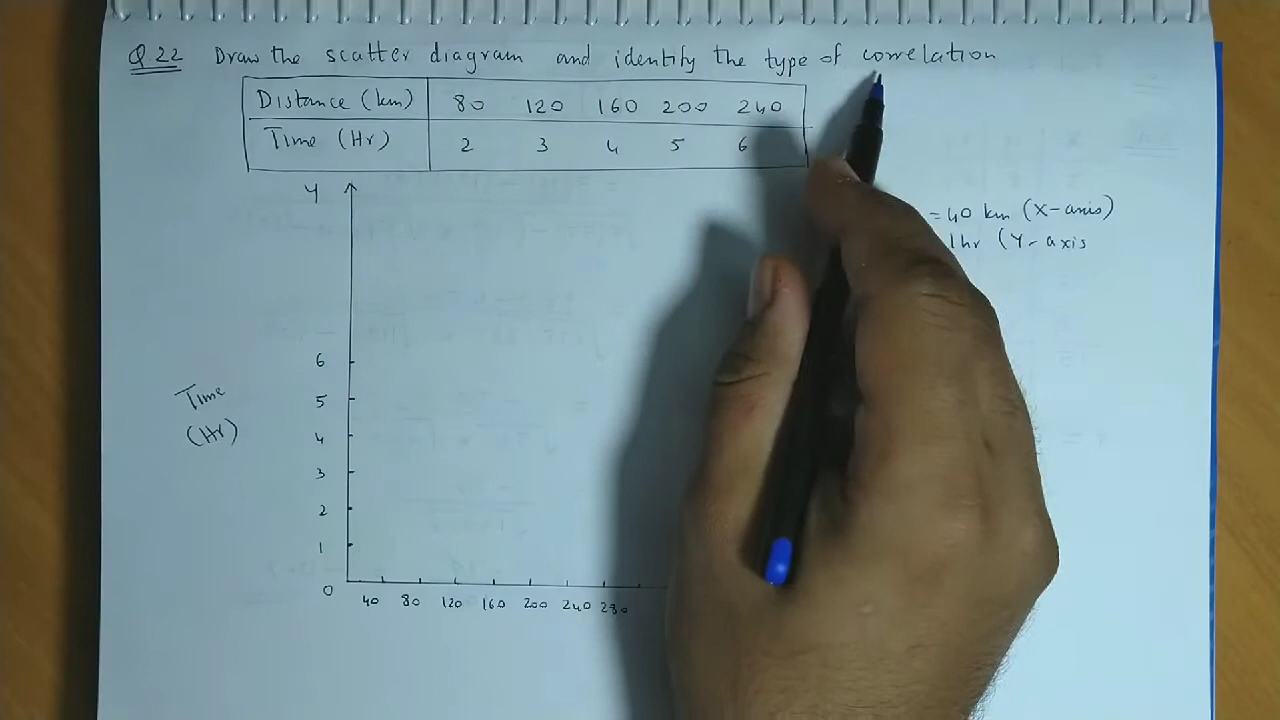 Q 22 Draw the scatter diagram and identify the type of correlation
Distance (km) 80 120 160 200 240
Time (Hr) 2 3 4 5 6
Y
= 40 km (X-axis)
1hr (Y-axis
6
5
4
3
2
1
0
Time
(Hr)
40 80 120 160 200 240 280